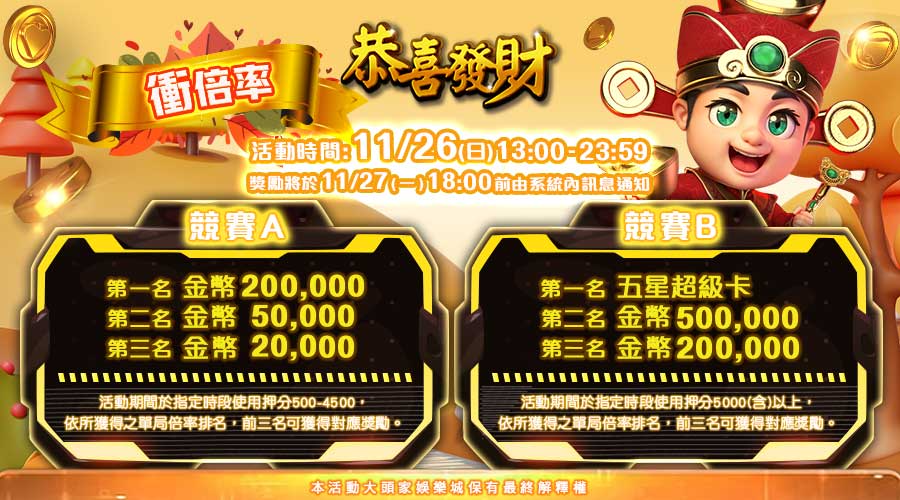 衝倍率
恭喜發財
活動時間: 11/26(日)13:00-23:59
獎勵將於11/27(一)18:00前由系統內訊息通知
競賽A
第一名 金幣 200,000
第二名 金幣 50,000
第三名 金幣 20,000
活動期間於指定時段使用押分500-4500，
依所獲得之單局倍率排名，前三名可獲得對應獎勵。
競賽B
第一名 五星超級卡
第二名 金幣 500,000
第三名 金幣 200,000
活動期間於指定時段使用押分5000(含)以上，
依所獲得之單局倍率排名，前三名可獲得對應獎勵。
本活動大頭家娛樂城保有最終解釋權